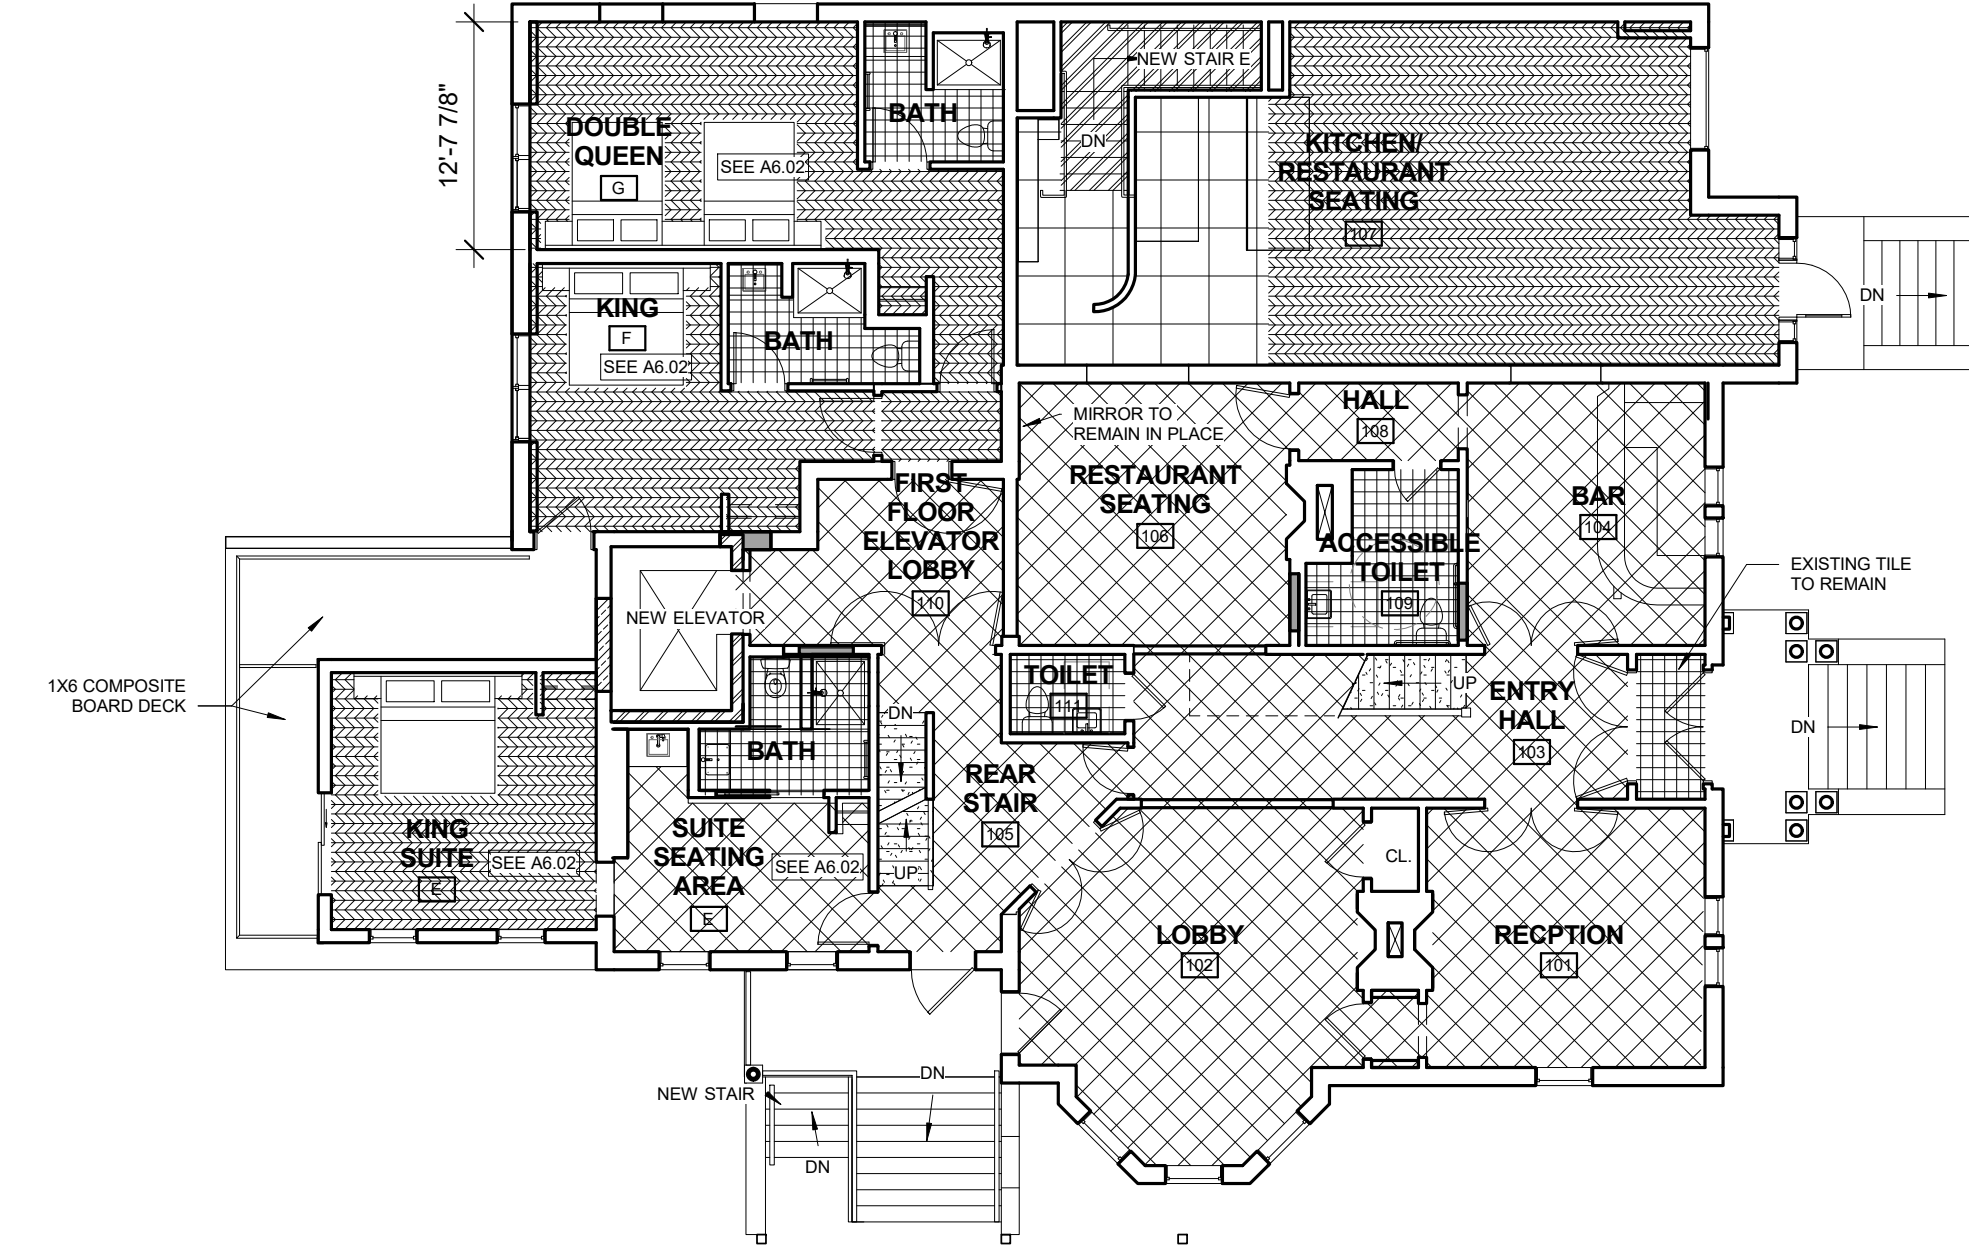 NEW STAIR E
12'-7 7/8"
BATH
DOUBLE
QUEEN
G
SEE A6.02
DN
KITCHEN/
RESTAURANT
SEATING
107
DN
KING
F
SEE A6.02
BATH
MIRROR TO
REMAIN IN PLACE
HALL
108
RESTAURANT
SEATING
106
FIRST
FLOOR
ELEVATOR
LOBBY
110
BAR
104
ACCESSIBLE
TOILET
109
EXISTING TILE
TO REMAIN
NEW ELEVATOR
1X6 COMPOSITE
BOARD DECK
TOILET
111
UP
ENTRY
HALL
103
DN
DN
BATH
REAR
STAIR
105
KING
SUITE
E
SEE A6.02
SUITE
SEATING
AREA
E
SEE A6.02
UP
CL.
LOBBY
102
RECPTION
101
NEW STAIR
DN
DN